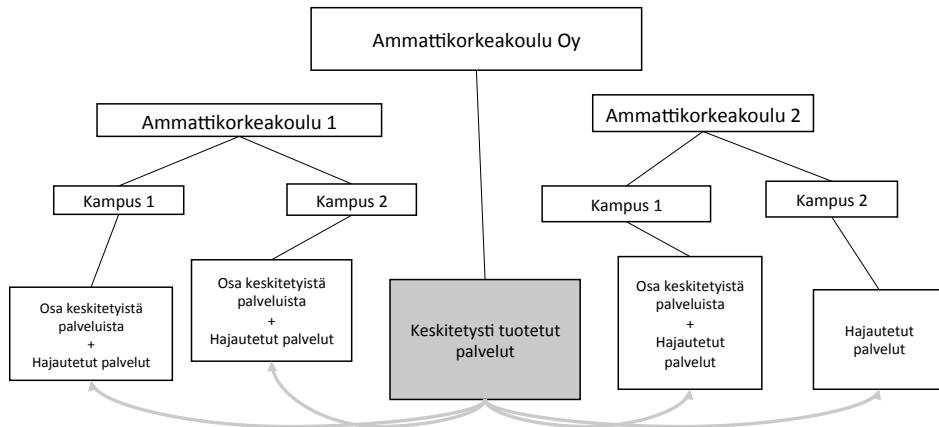 Ammattikorkeakoulu Oy
Ammattikorkeakoulu 1
Ammattikorkeakoulu 2
Kampus 1
Kampus 2
Kampus 1
Kampus 2
Osa keskitetyistä
palveluista
+
Hajautetut palvelut
Osa keskitetyistä
palveluista
+
Hajautetut palvelut
Keskitetysti tuotetut
palvelut
Osa keskitetyistä
palveluista
+
Hajautetut
palvelut
Hajautetut
palvelut